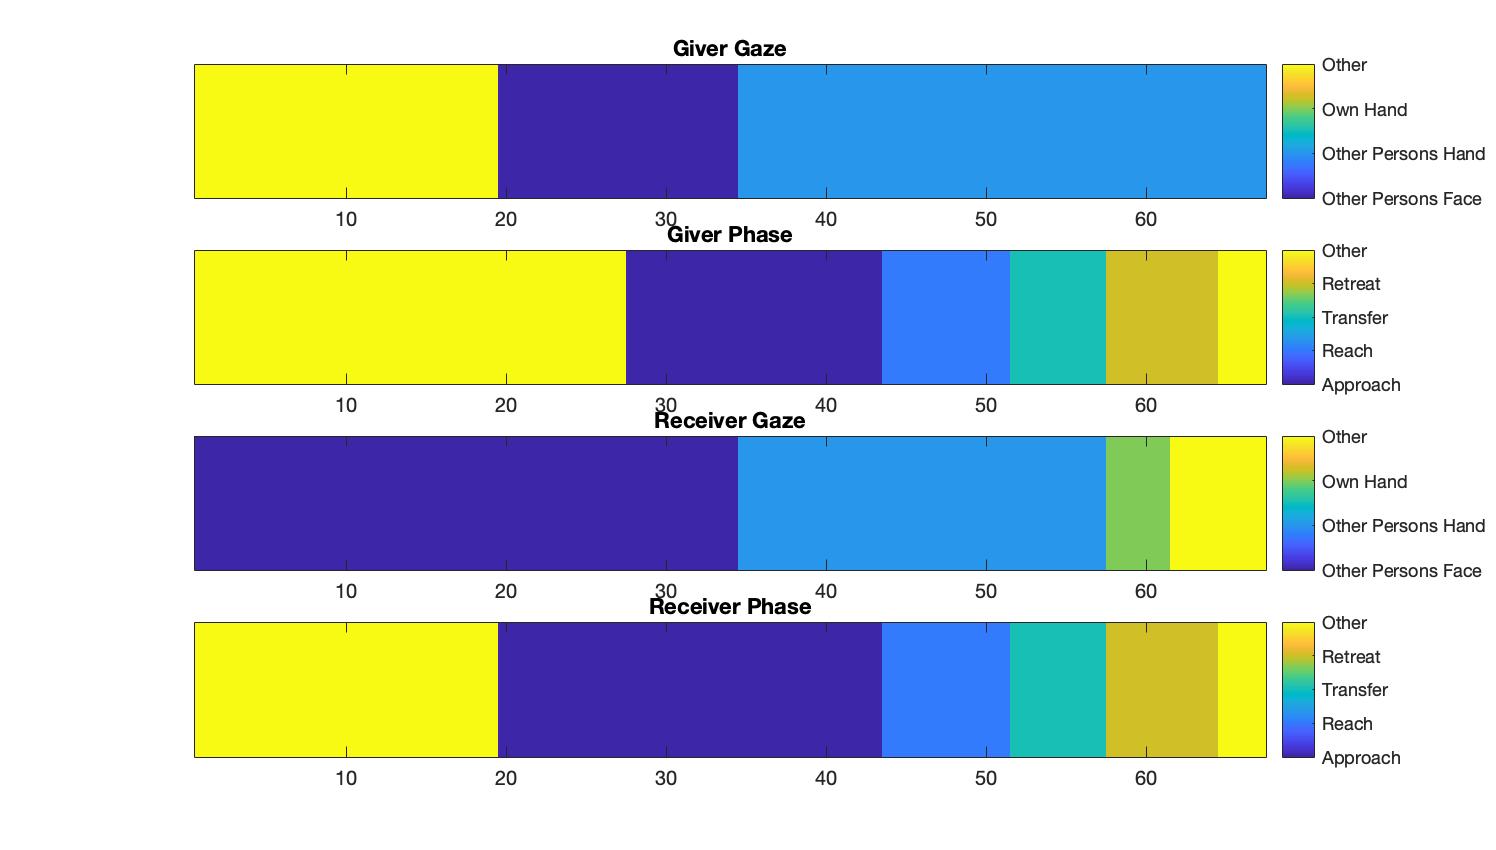 Giver Gaze
Other
Own Hand
Other Persons Hand
Other Persons Face
10 20 30 40 50 60
Giver Phase
Other
Retreat
Transfer
Reach
Approach
10 20 30 40 50 60
Receiver Gaze
Other
Own Hand
Other Persons Hand
Other Persons Face
10 20 30 40 50 60
Receiver Phase
Other
Retreat
Transfer
Reach
Approach
10 20 30 40 50 60